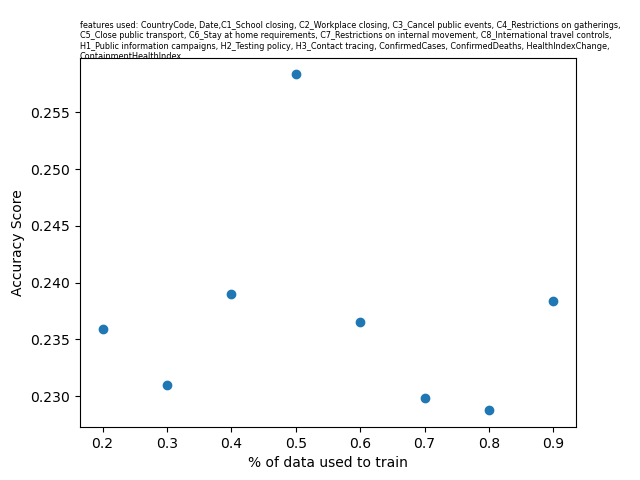 features used: CountryCode, Date,C1_School closing, C2_Workplace closing, C3_Cancel public events, C4_Restrictions on gatherings,
C5_Close public transport, C6_Stay at home requirements, C7_Restrictions on internal movement, C8_International travel controls,
H1_Public information campaigns, H2_Testing policy, H3_Contact tracing, ConfirmedCases, ConfirmedDeaths, HealthIndexChange,
ContainmentHealthIndex
0.255
0.250
0.245
0.240
0.235
0.230
Accuracy Score
0.2 0.3 0.4 0.5 0.6 0.7 0.8 0.9
% of data used to train